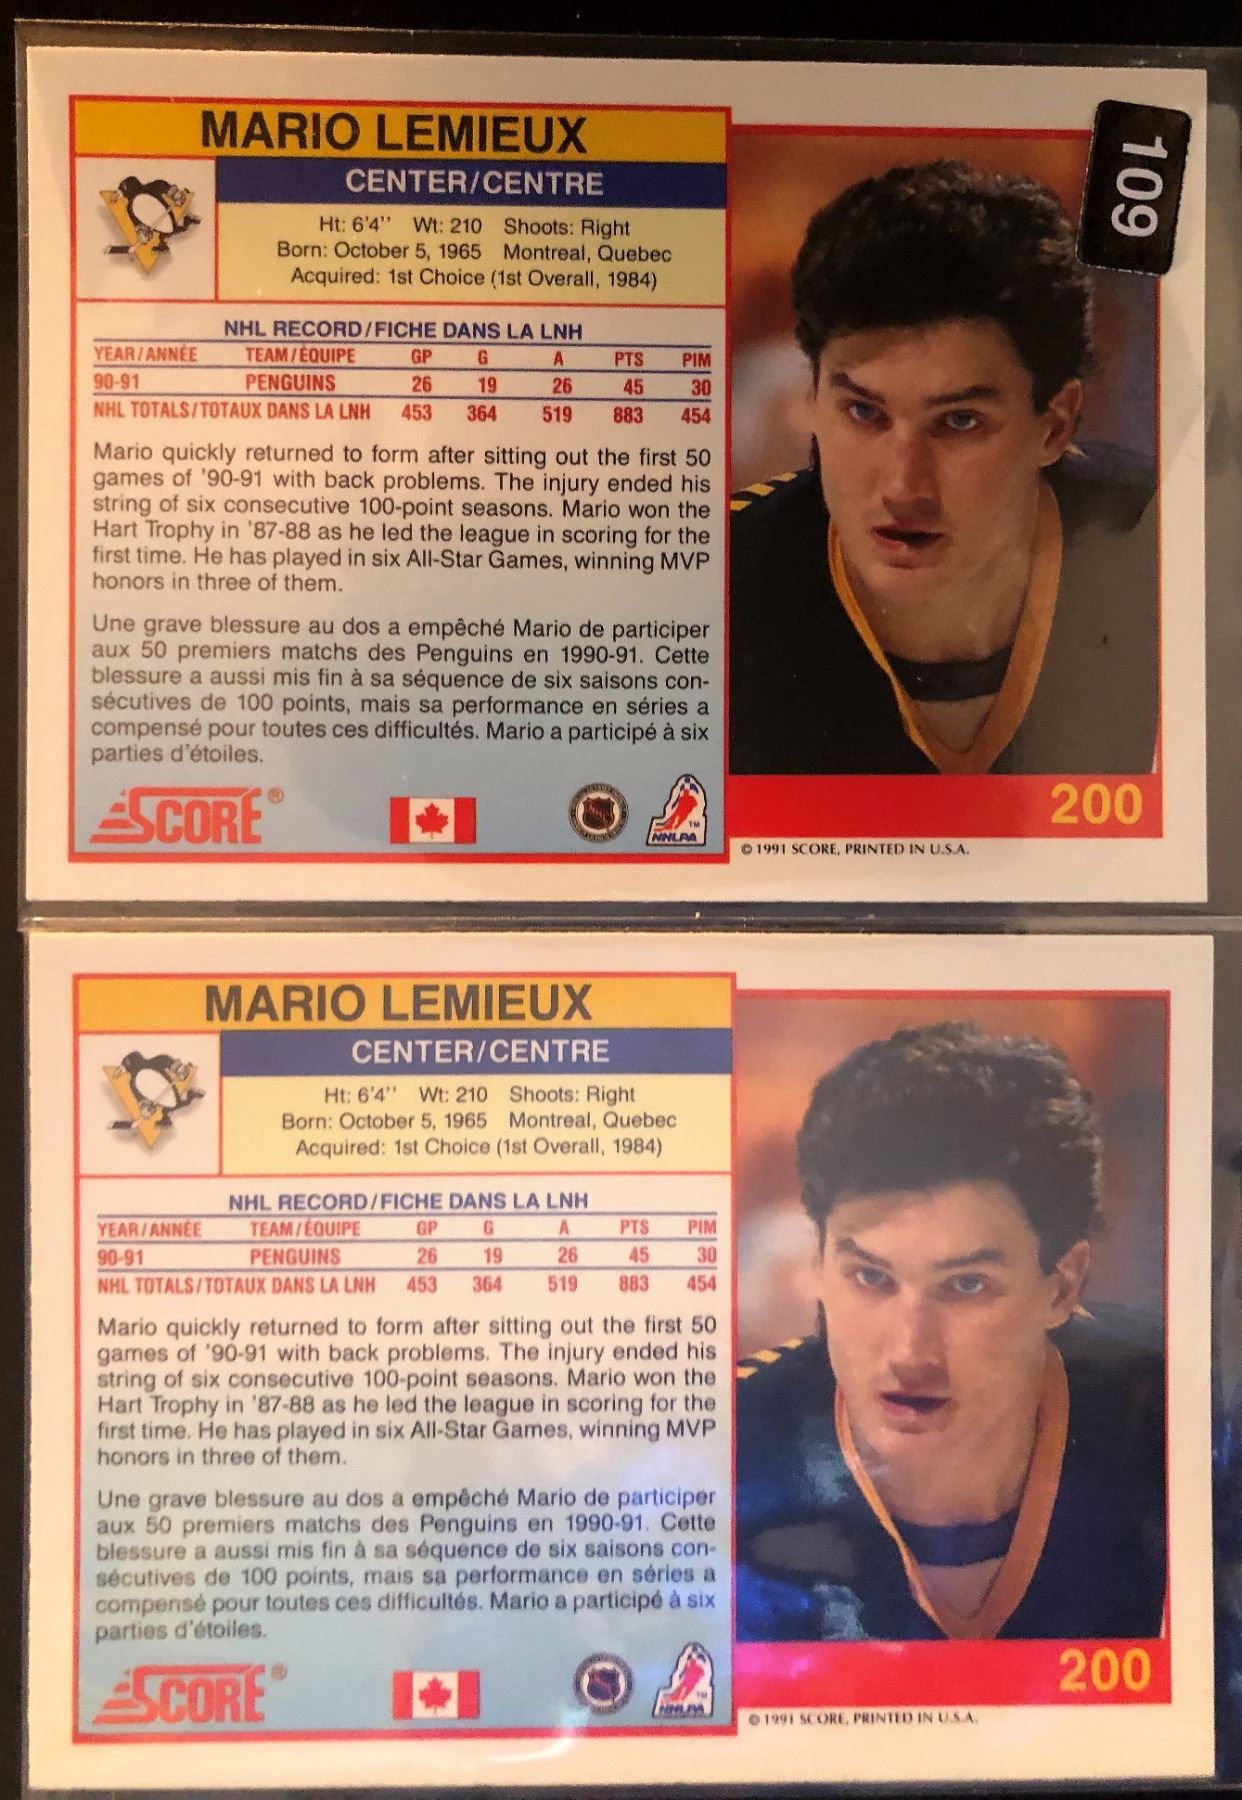 MARIO LEMIEUX
CENTER/CENTRE
Ht: 6'4'' Wt: 210 Shoots: Right
Born: October 5, 1965 Montreal, Quebec
Acquired: 1st Choice (1st Overall, 1984)
NHL RECORD/FICHE DANS LA LNH
YEAR/ANNÉE TEAM/ÉQUIPE GP G A PTS PIM
90-91 PENGUINS 26 19 26 45 30
NHL TOTALS/TOTAUX DANS LA LNH 453 364 519 883 454
Mario quickly returned to form after sitting out the first 50
games of '90-91 with back problems. The injury ended his
string of six consecutive 100-point seasons. Mario won the
Hart Trophy in '87-88 as he led the league in scoring for the
first time. He has played in six All-Star Games, winning MVP
honors in three of them.
Une grave blessure au dos a empêché Mario de participer
aux 50 premiers matchs des Penguins en 1990-91. Cette
blessure a aussi mis fin à sa séquence de six saisons con-
sécutives de 100 points, mais sa performance en séries a
compensé pour toutes ces difficultés. Mario a participé à six
parties d'étoiles.
SCORE®
NHLPA TM
109
200
© 1991 SCORE, PRINTED IN U.S.A.
MARIO LEMIEUX
CENTER/CENTRE
Ht: 6'4'' Wt: 210 Shoots: Right
Born: October 5, 1965 Montreal, Quebec
Acquired: 1st Choice (1st Overall, 1984)
NHL RECORD/FICHE DANS LA LNH
YEAR/ANNÉE TEAM/ÉQUIPE GP G A PTS PIM
90-91 PENGUINS 26 19 26 45 30
NHL TOTALS/TOTAUX DANS LA LNH 453 364 519 883 454
Mario quickly returned to form after sitting out the first 50
games of '90-91 with back problems. The injury ended his
string of six consecutive 100-point seasons. Mario won the
Hart Trophy in '87-88 as he led the league in scoring for the
first time. He has played in six All-Star Games, winning MVP
honors in three of them.
Une grave blessure au dos a empêché Mario de participer
aux 50 premiers matchs des Penguins en 1990-91. Cette
blessure a aussi mis fin à sa séquence de six saisons con-
sécutives de 100 points, mais sa performance en séries a
compensé pour toutes ces difficultés. Mario a participé à six
parties d'étoiles.
SCORE®
NHLPA TM
200
© 1991 SCORE, PRINTED IN U.S.A.